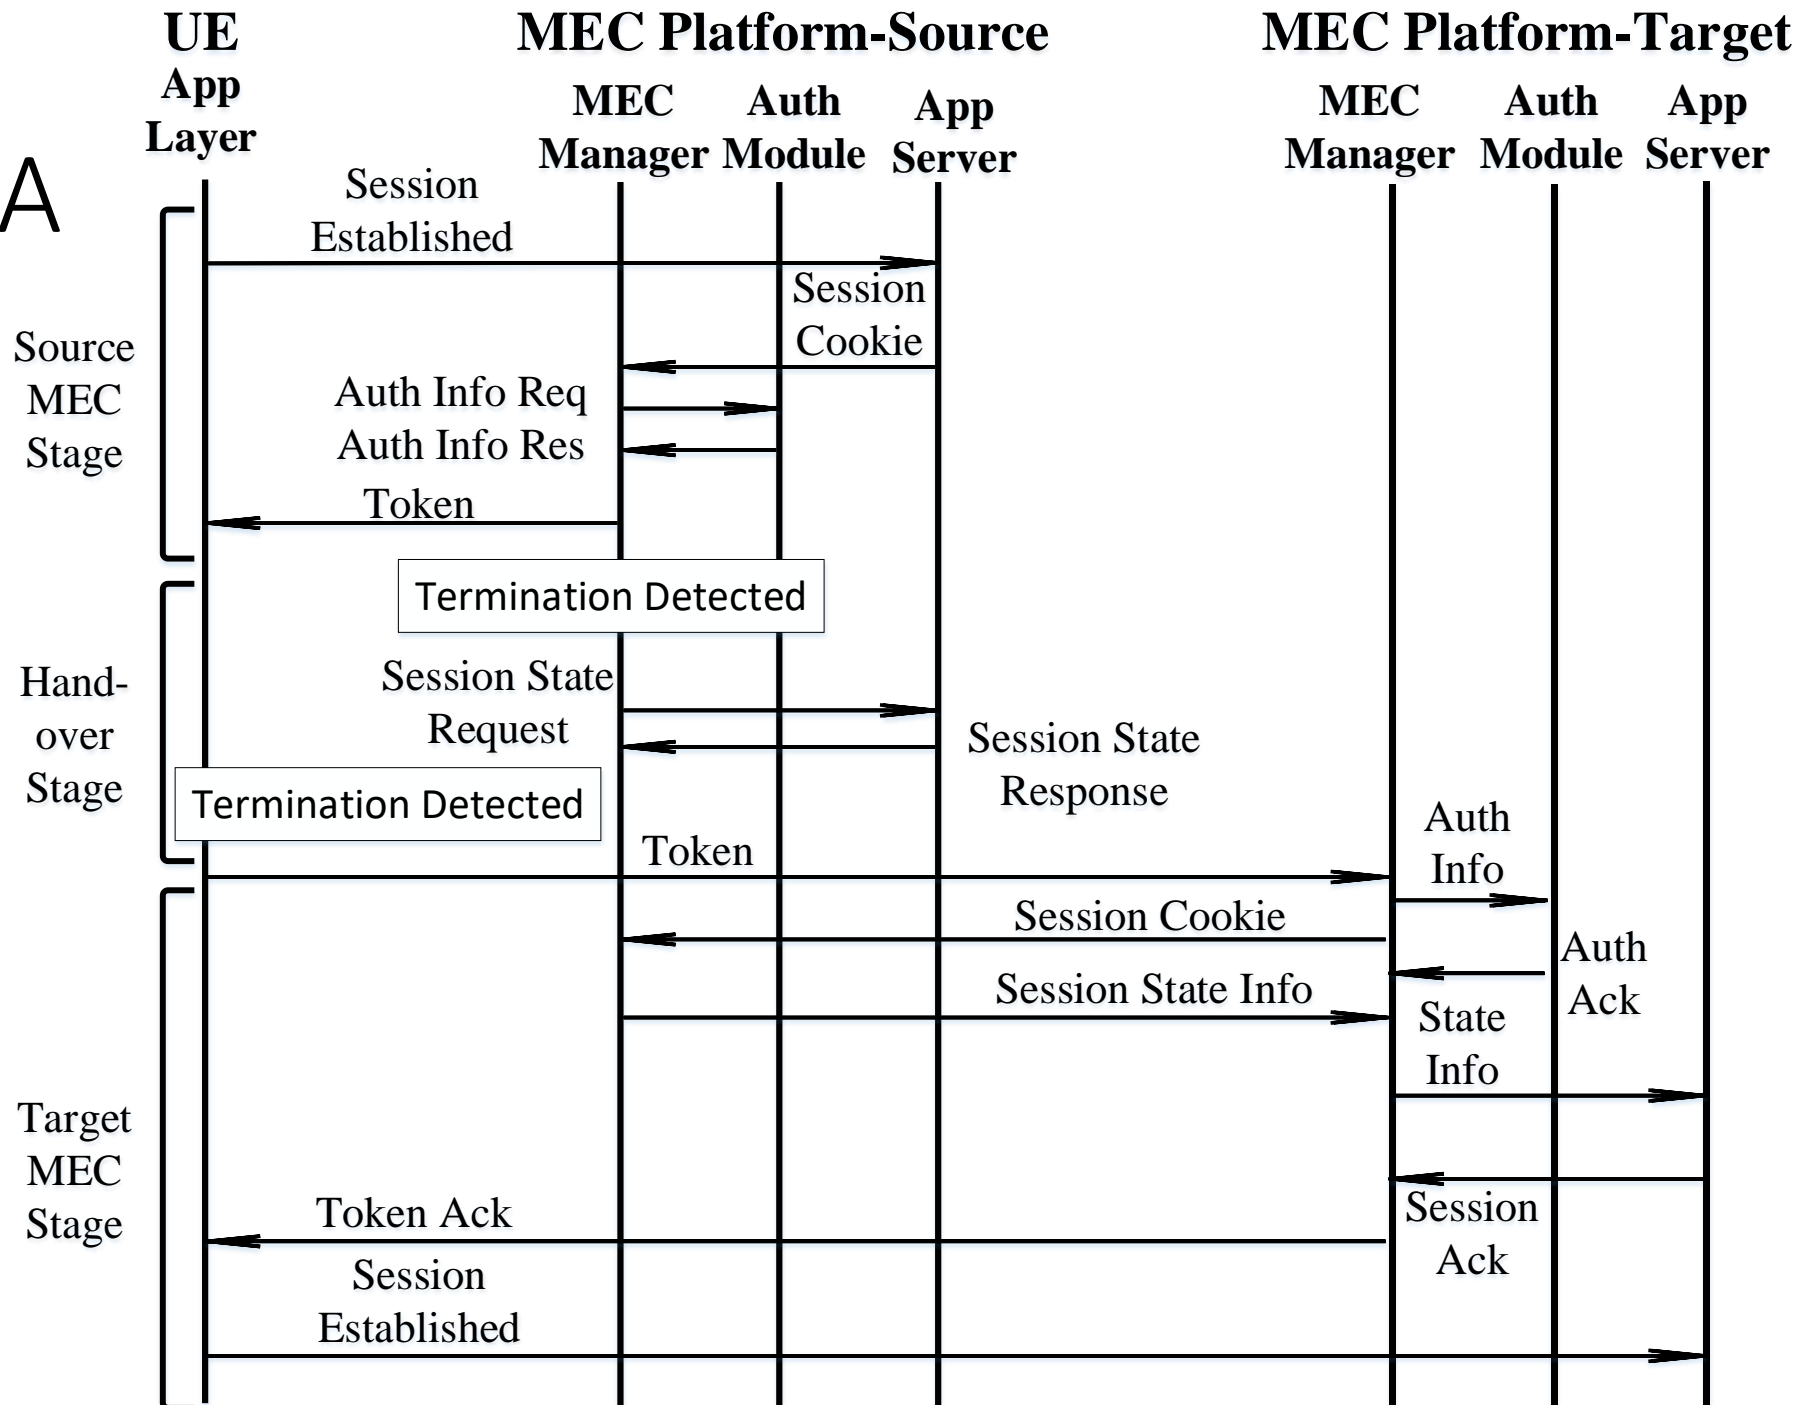 UE
MEC Platform-Source
MEC Platform-Target
App
Layer
MEC
Manager
Auth
Module
App
Server
MEC
Manager
Auth
Module
App
Server
A
Session
Established
Session
Cookie
Source
MEC
Stage
Auth Info Req
Auth Info Res
Token
Termination Detected
Hand-
over
Stage
Session State
Request
Session State
Response
Termination Detected
Token
Auth
Info
Session Cookie
Auth
Ack
Session State Info
State
Info
Target
MEC
Stage
Session
Ack
Token Ack
Session
Established